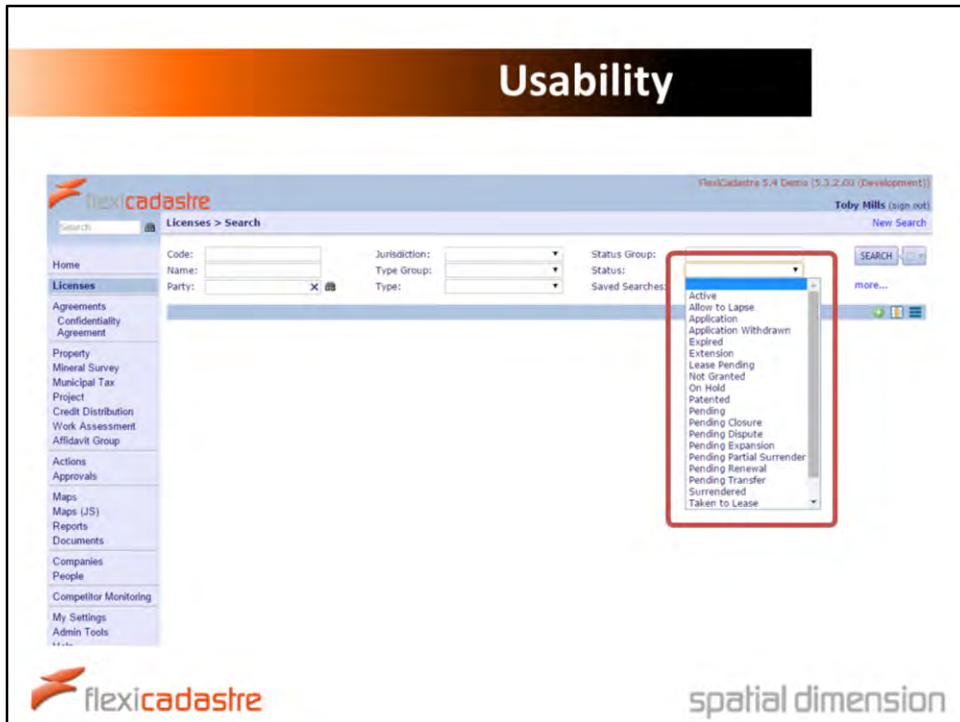 Usability
flexicadastre
FlexiCadastre 5.4 Demo (5.3.2.00 (Development))
Toby Mills (sign out)
Search
Licenses > Search
New Search
Code:
Jurisdiction:
Status Group:
SEARCH
Name:
Type Group:
Status:
Party:
Type:
Saved Searches:
more...
Home
Licenses
Agreements
Confidentiality
Agreement
Property
Mineral Survey
Municipal Tax
Project
Credit Distribution
Work Assessment
Affidavit Group
Actions
Approvals
Maps
Maps (JS)
Reports
Documents
Companies
People
Competitor Monitoring
My Settings
Admin Tools
Active
Allow to Lapse
Application
Application Withdrawn
Expired
Extension
Lease Pending
Not Granted
On Hold
Patented
Pending
Pending Closure
Pending Dispute
Pending Expansion
Pending Partial Surrender
Pending Renewal
Pending Transfer
Surrendered
Taken to Lease
flexicadastre
spatial dimension